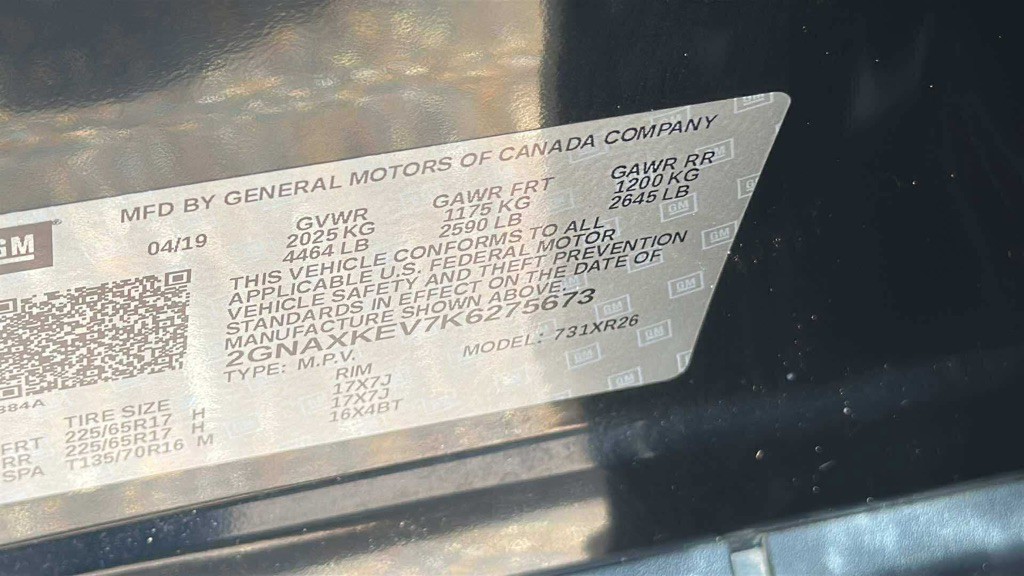 MFD BY GENERAL MOTORS OF CANADA COMPANY
GM
04/19
GVWR GAWR FRT GAWR RR
2025 KG 1175 KG 1200 KG
4464 LB 2590 LB 2645 LB
THIS VEHICLE CONFORMS TO ALL
APPLICABLE U.S. FEDERAL MOTOR
VEHICLE SAFETY AND THEFT PREVENTION
STANDARDS IN EFFECT ON THE DATE OF
MANUFACTURE SHOWN ABOVE.
2GNAXKEV7K6275673
TYPE: M.P.V. MODEL: 731XR26
384A
TIRE SIZE RIM
FRT 225/65R17 H 17X7J
RR 225/65R17 H 17X7J
SPA T135/70R16 M 16X4BT